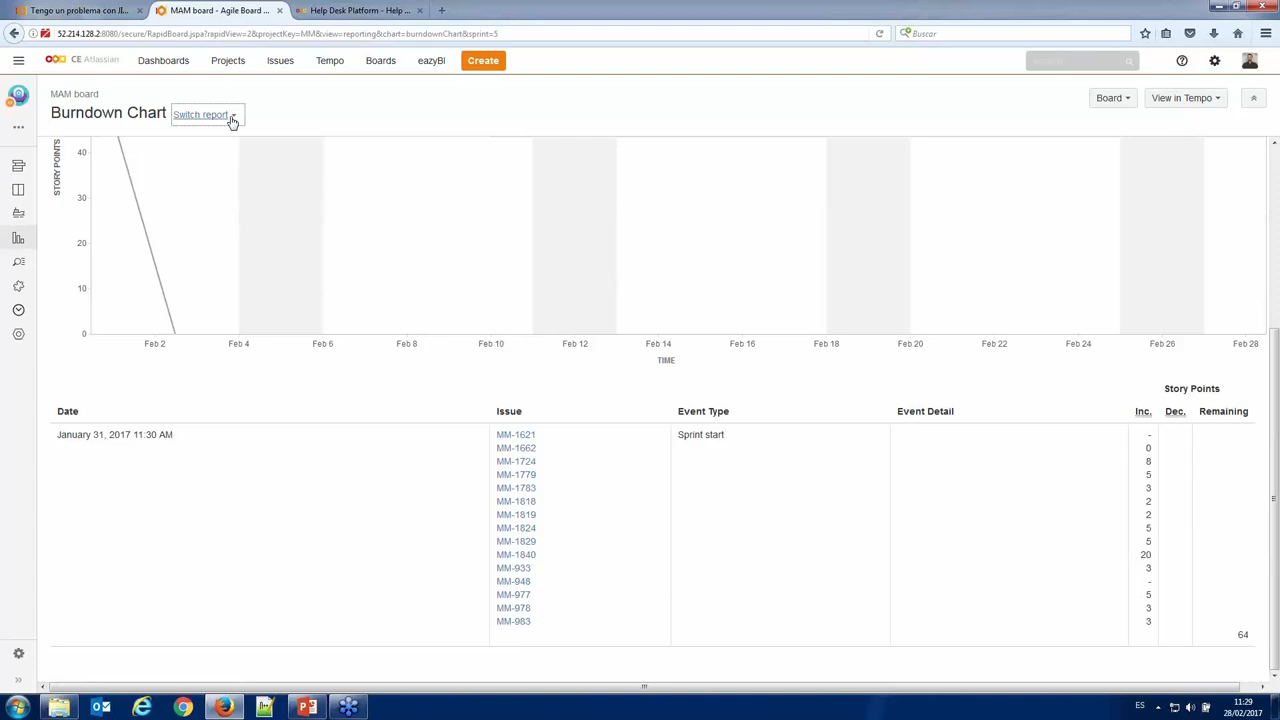 Tengo un problema con JI...
MAM board - Agile Board ...
Help Desk Platform - Help ...
52.214.128.2:8080/secure/RapidBoard.jspa?rapidView=2&projectKey=MM&view=reporting&chart=burndownChart&sprint=5
Buscar
CE Atlassian
Dashboards
Projects
Issues
Tempo
Boards
eazyBI
Create
MAM board
Burndown Chart
Switch report
Board
View in Tempo
STORY POINTS
40
30
20
10
0
Feb 2 Feb 4 Feb 6 Feb 8 Feb 10 Feb 12 Feb 14 Feb 16 Feb 18 Feb 20 Feb 22 Feb 24 Feb 26 Feb 28
TIME
Story Points
Date Issue Event Type Event Detail Inc. Dec. Remaining
January 31, 2017 11:30 AM MM-1621 Sprint start -
MM-1662 0
MM-1724 8
MM-1779 5
MM-1783 3
MM-1818 2
MM-1819 2
MM-1824 5
MM-1829 5
MM-1840 20
MM-933 3
MM-948 -
MM-977 5
MM-978 3
MM-983 3
64
ES
11:29
28/02/2017